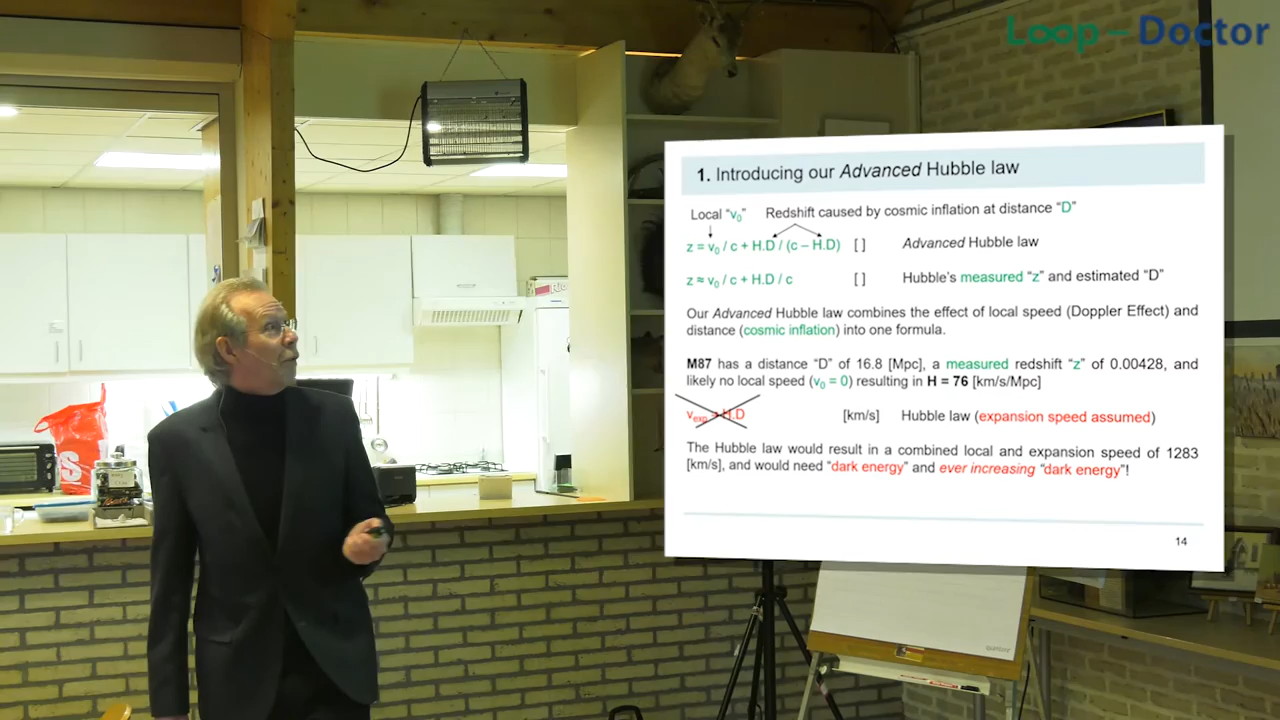 Loop – Doctor
1. Introducing our Advanced Hubble law
Local “v₀” Redshift caused by cosmic inflation at distance “D”
z = v₀ / c + H.D / (c – H.D) [ ] Advanced Hubble law
z ≈ v₀ / c + H.D / c [ ] Hubble's measured “z” and estimated “D”
Our Advanced Hubble law combines the effect of local speed (Doppler Effect) and
distance (cosmic inflation) into one formula.
M87 has a distance “D” of 16.8 [Mpc], a measured redshift “z” of 0.00428, and
likely no local speed (v₀ = 0) resulting in H = 76 [km/s/Mpc]
v_exp = H.D [km/s] Hubble law (expansion speed assumed)
The Hubble law would result in a combined local and expansion speed of 1283
[km/s], and would need “dark energy” and ever increasing “dark energy”!
14